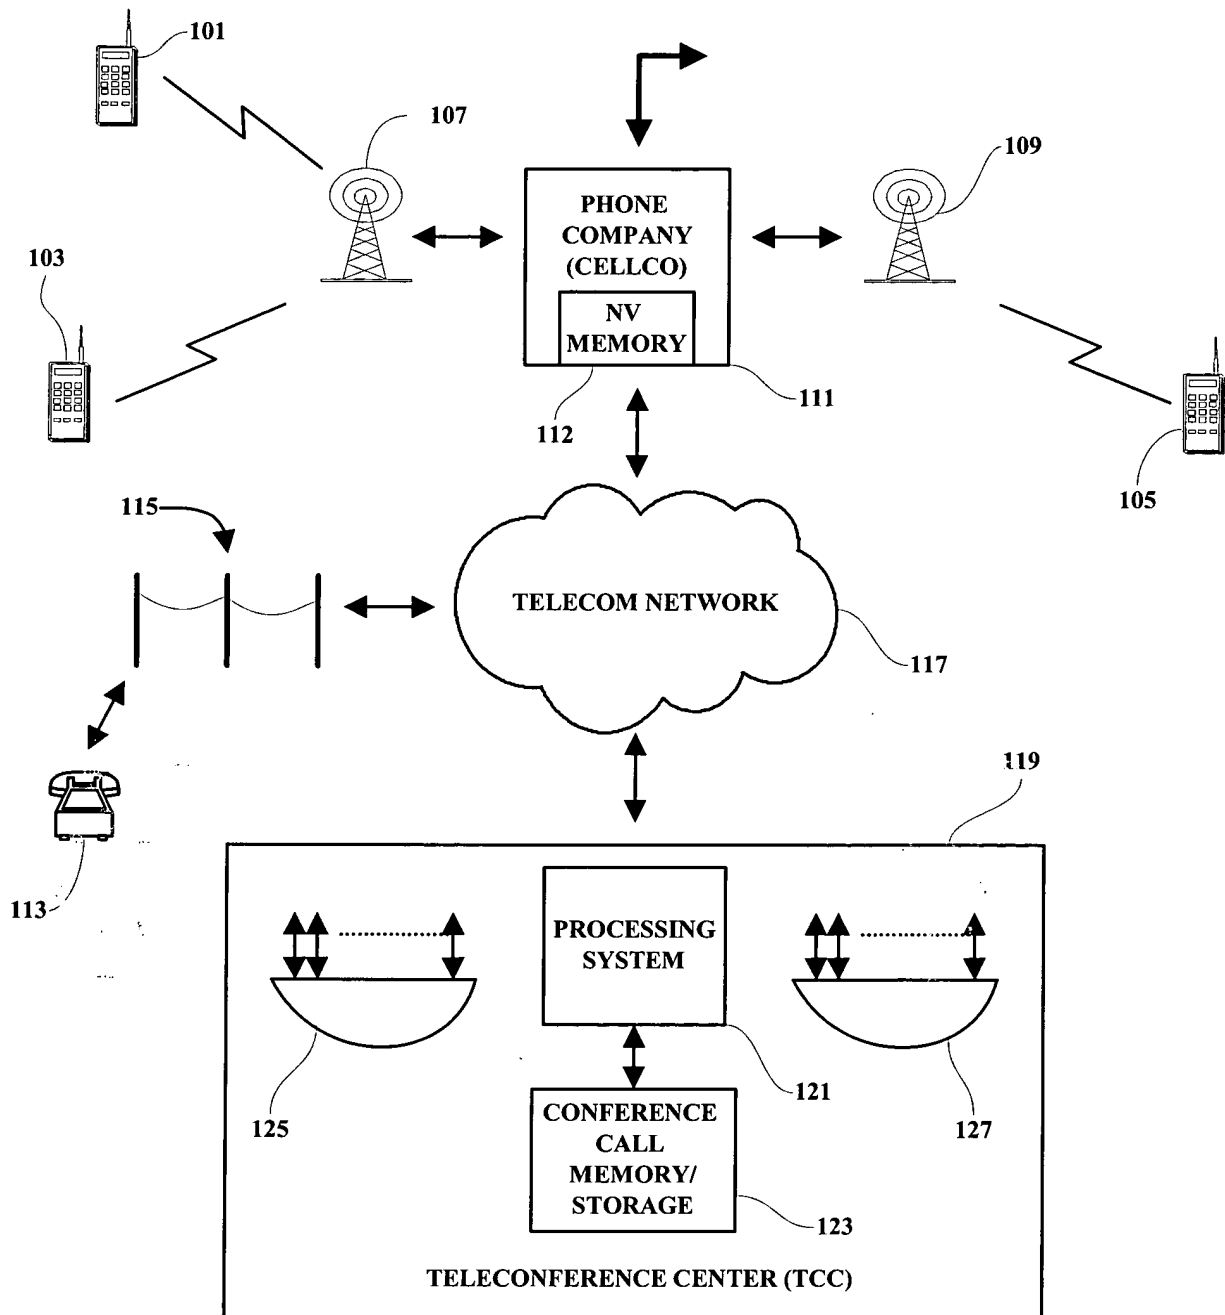 101
107
109
PHONE
COMPANY
(CELLCO)
103
NV
MEMORY
111
112
105
115
TELECOM NETWORK
117
119
113
PROCESSING
SYSTEM
121
125
127
CONFERENCE
CALL
MEMORY/
STORAGE
123
TELECONFERENCE CENTER (TCC)